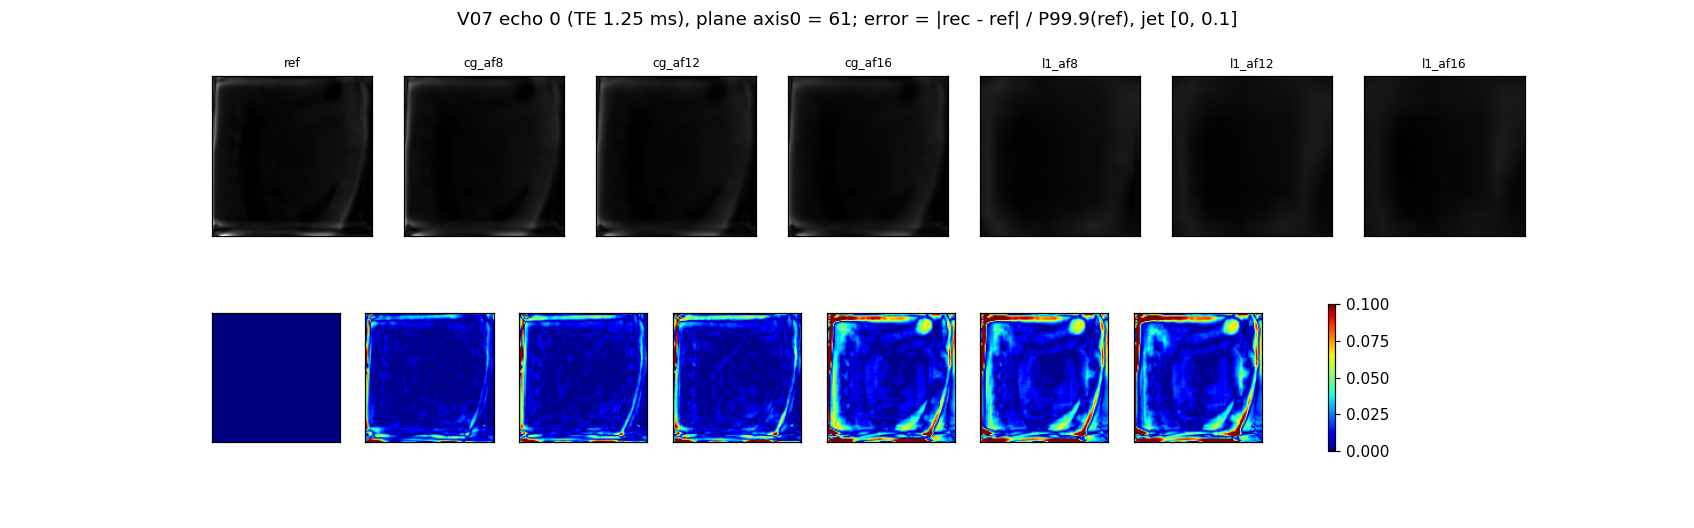 V07 echo 0 (TE 1.25 ms), plane axis0 = 61; error = |rec - ref| / P99.9(ref), jet [0, 0.1]
ref cg_af8 cg_af12 cg_af16 l1_af8 l1_af12 l1_af16
0.100
0.075
0.050
0.025
0.000